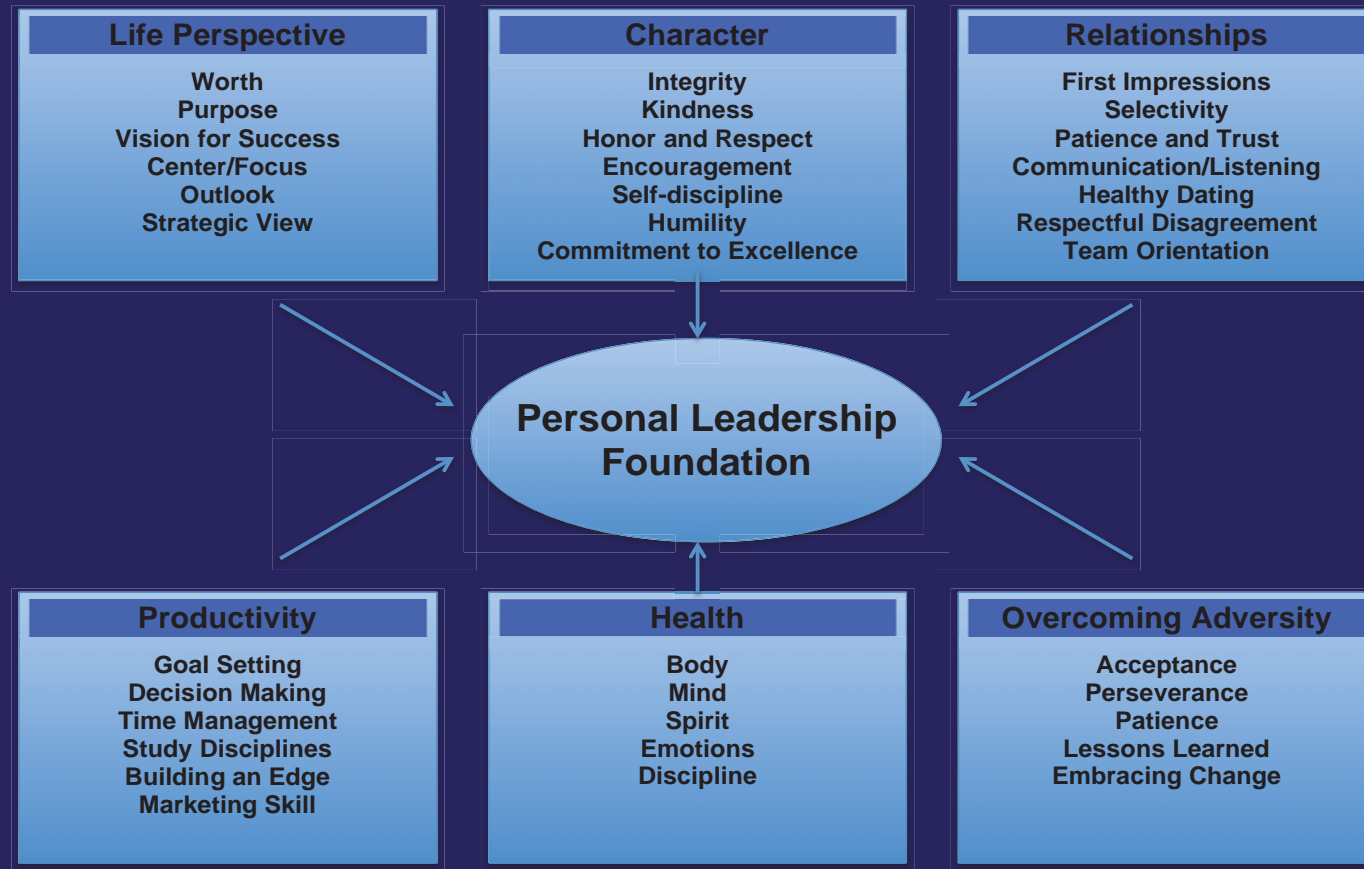 Life Perspective
Worth
Purpose
Vision for Success
Center/Focus
Outlook
Strategic View
Character
Integrity
Kindness
Honor and Respect
Encouragement
Self-discipline
Humility
Commitment to Excellence
Relationships
First Impressions
Selectivity
Patience and Trust
Communication/Listening
Healthy Dating
Respectful Disagreement
Team Orientation
Personal Leadership
Foundation
Productivity
Goal Setting
Decision Making
Time Management
Study Disciplines
Building an Edge
Marketing Skill
Health
Body
Mind
Spirit
Emotions
Discipline
Overcoming Adversity
Acceptance
Perseverance
Patience
Lessons Learned
Embracing Change